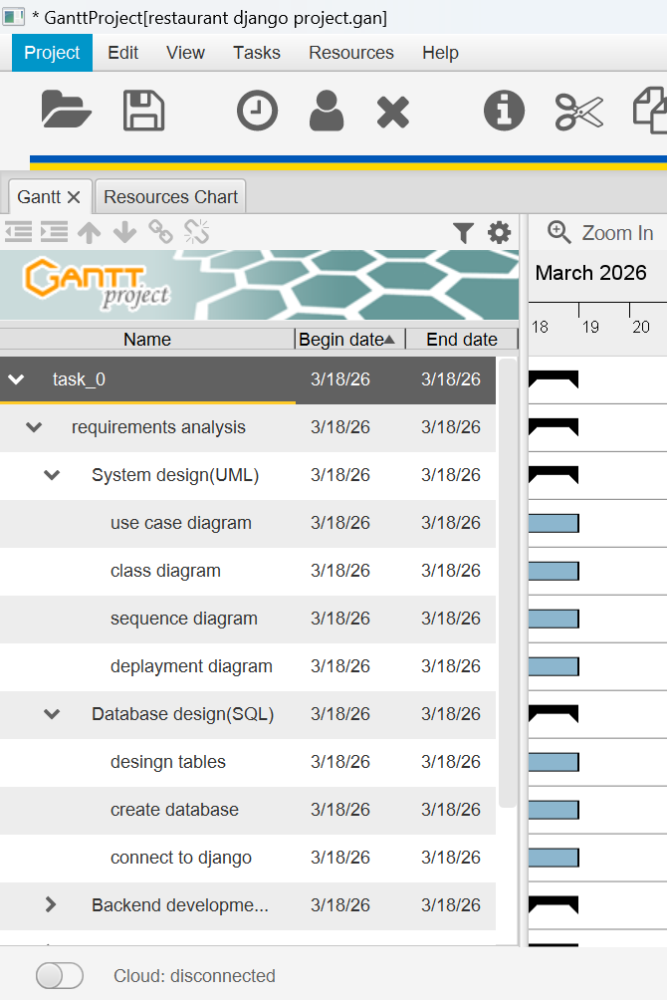 * GanttProject[restaurant django project.gan]
Project Edit View Tasks Resources Help
Gantt Resources Chart
Zoom In
GANTT
project
March 2026
Name Begin date End date
18 19 20
task_0 3/18/26 3/18/26
requirements analysis 3/18/26 3/18/26
System design(UML) 3/18/26 3/18/26
use case diagram 3/18/26 3/18/26
class diagram 3/18/26 3/18/26
sequence diagram 3/18/26 3/18/26
deplayment diagram 3/18/26 3/18/26
Database design(SQL) 3/18/26 3/18/26
desingn tables 3/18/26 3/18/26
create database 3/18/26 3/18/26
connect to django 3/18/26 3/18/26
Backend developme... 3/18/26 3/18/26
Cloud: disconnected